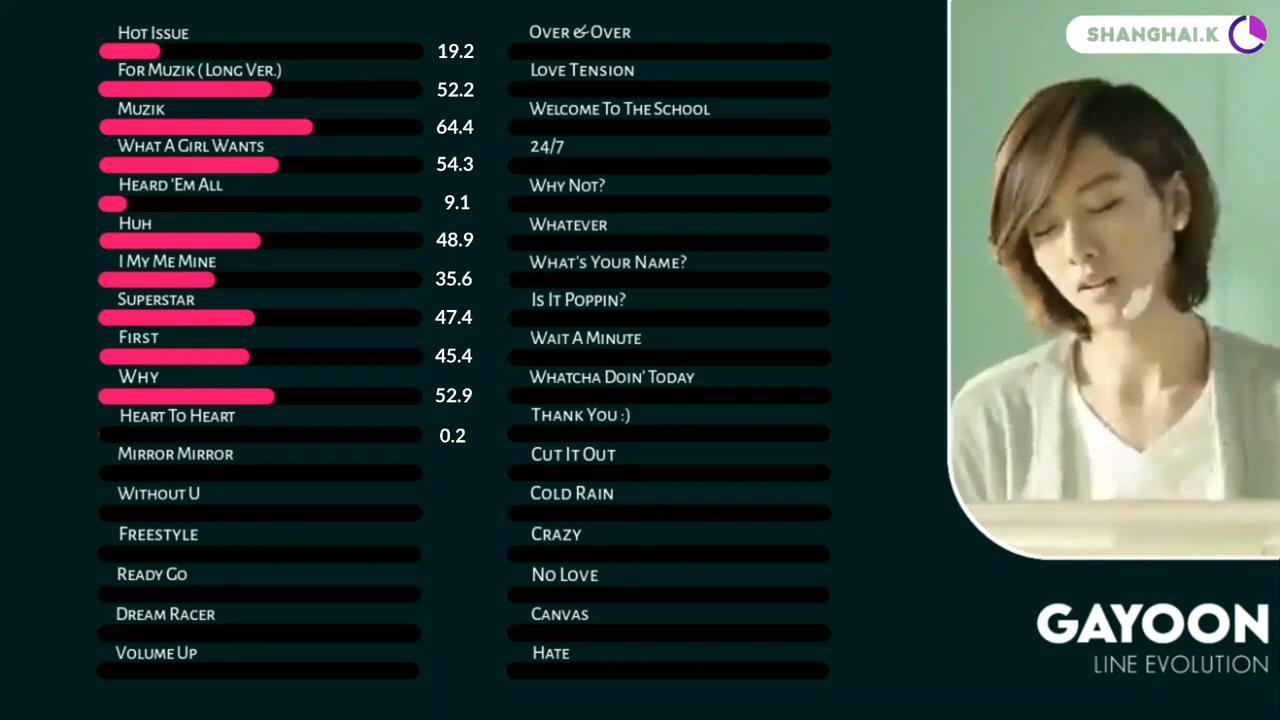 HOT ISSUE
19.2
FOR MUZIK ( LONG VER.)
52.2
MUZIK
64.4
WHAT A GIRL WANTS
54.3
HEARD 'EM ALL
9.1
HUH
48.9
I MY ME MINE
35.6
SUPERSTAR
47.4
FIRST
45.4
WHY
52.9
HEART TO HEART
0.2
MIRROR MIRROR
WITHOUT U
FREESTYLE
READY GO
DREAM RACER
VOLUME UP
OVER & OVER
LOVE TENSION
WELCOME TO THE SCHOOL
24/7
WHY NOT?
WHATEVER
WHAT'S YOUR NAME?
IS IT POPPIN?
WAIT A MINUTE
WHATCHA DOIN' TODAY
THANK YOU :)
CUT IT OUT
COLD RAIN
CRAZY
NO LOVE
CANVAS
HATE
SHANGHAI.K
GAYOON
LINE EVOLUTION